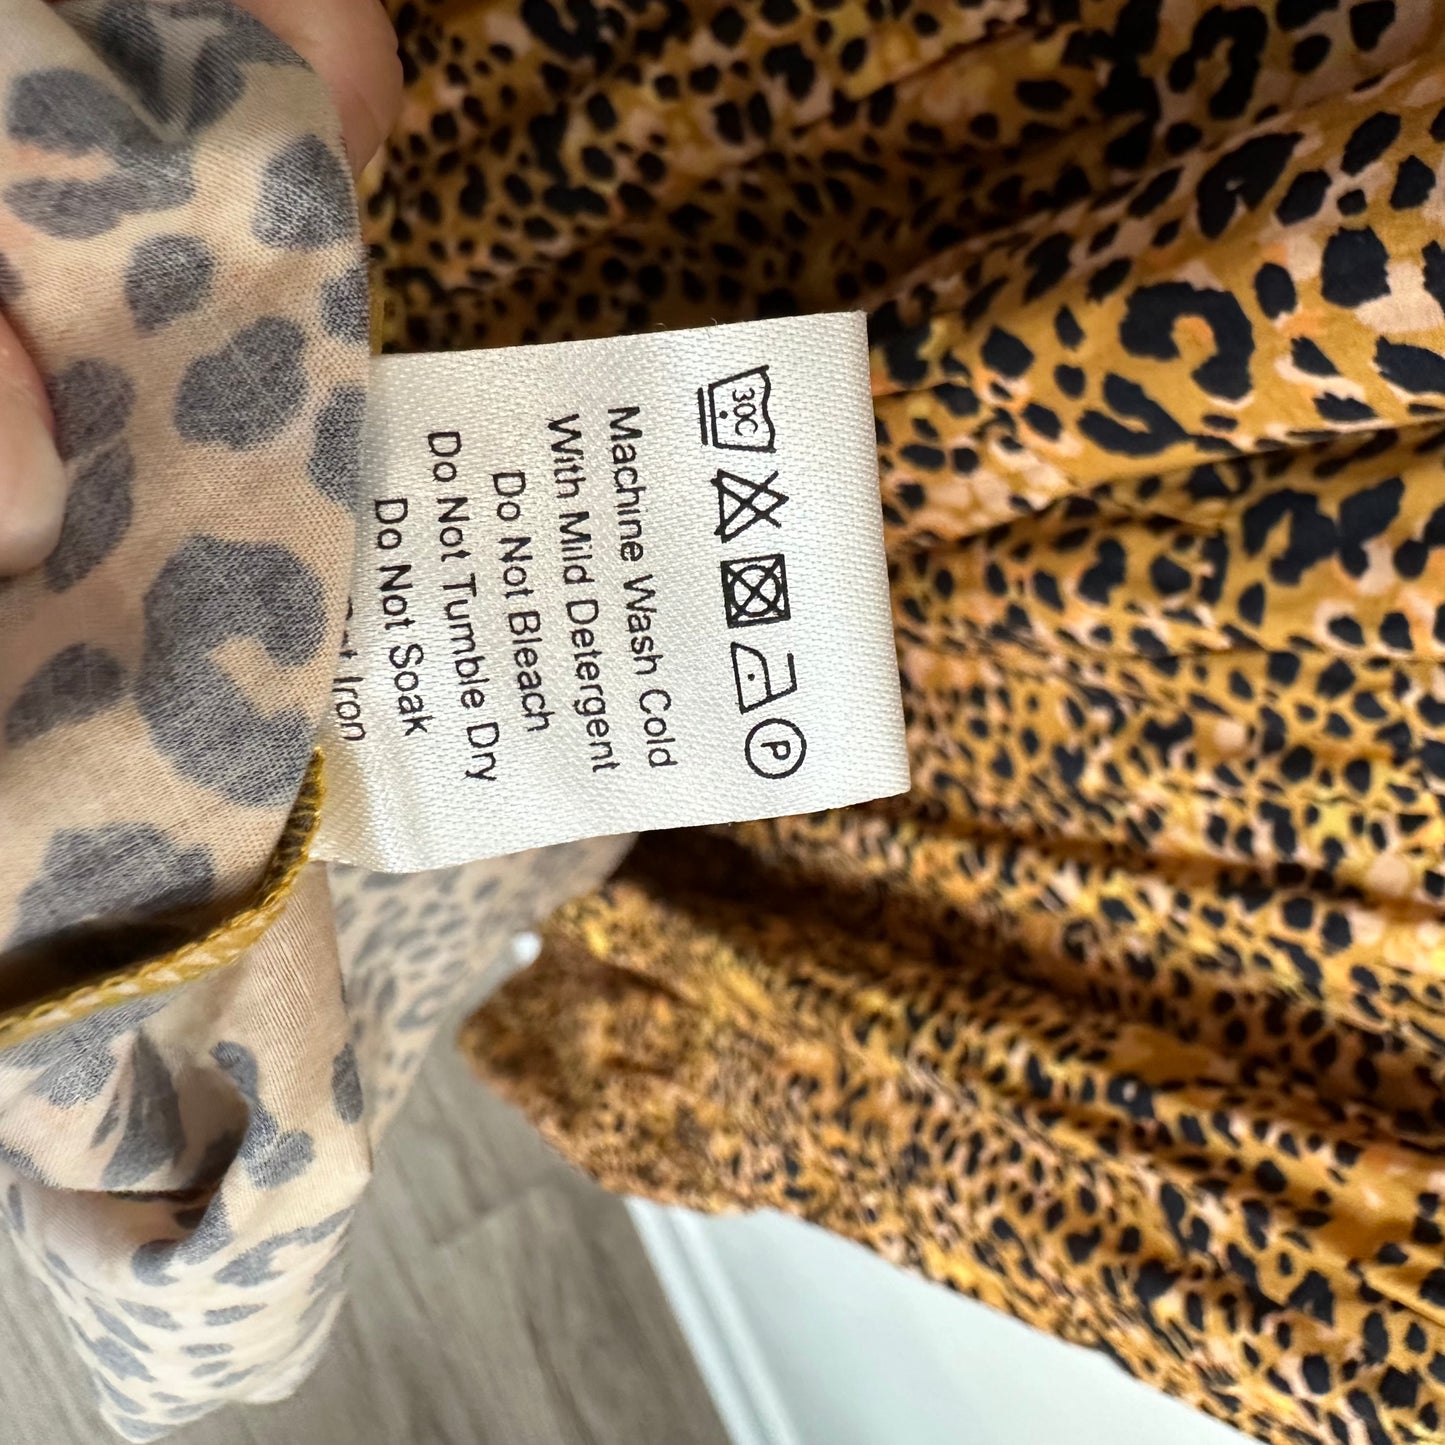 30C
P
Machine Wash Cold
With Mild Detergent
Do Not Bleach
Do Not Tumble Dry
Do Not Soak
Iron